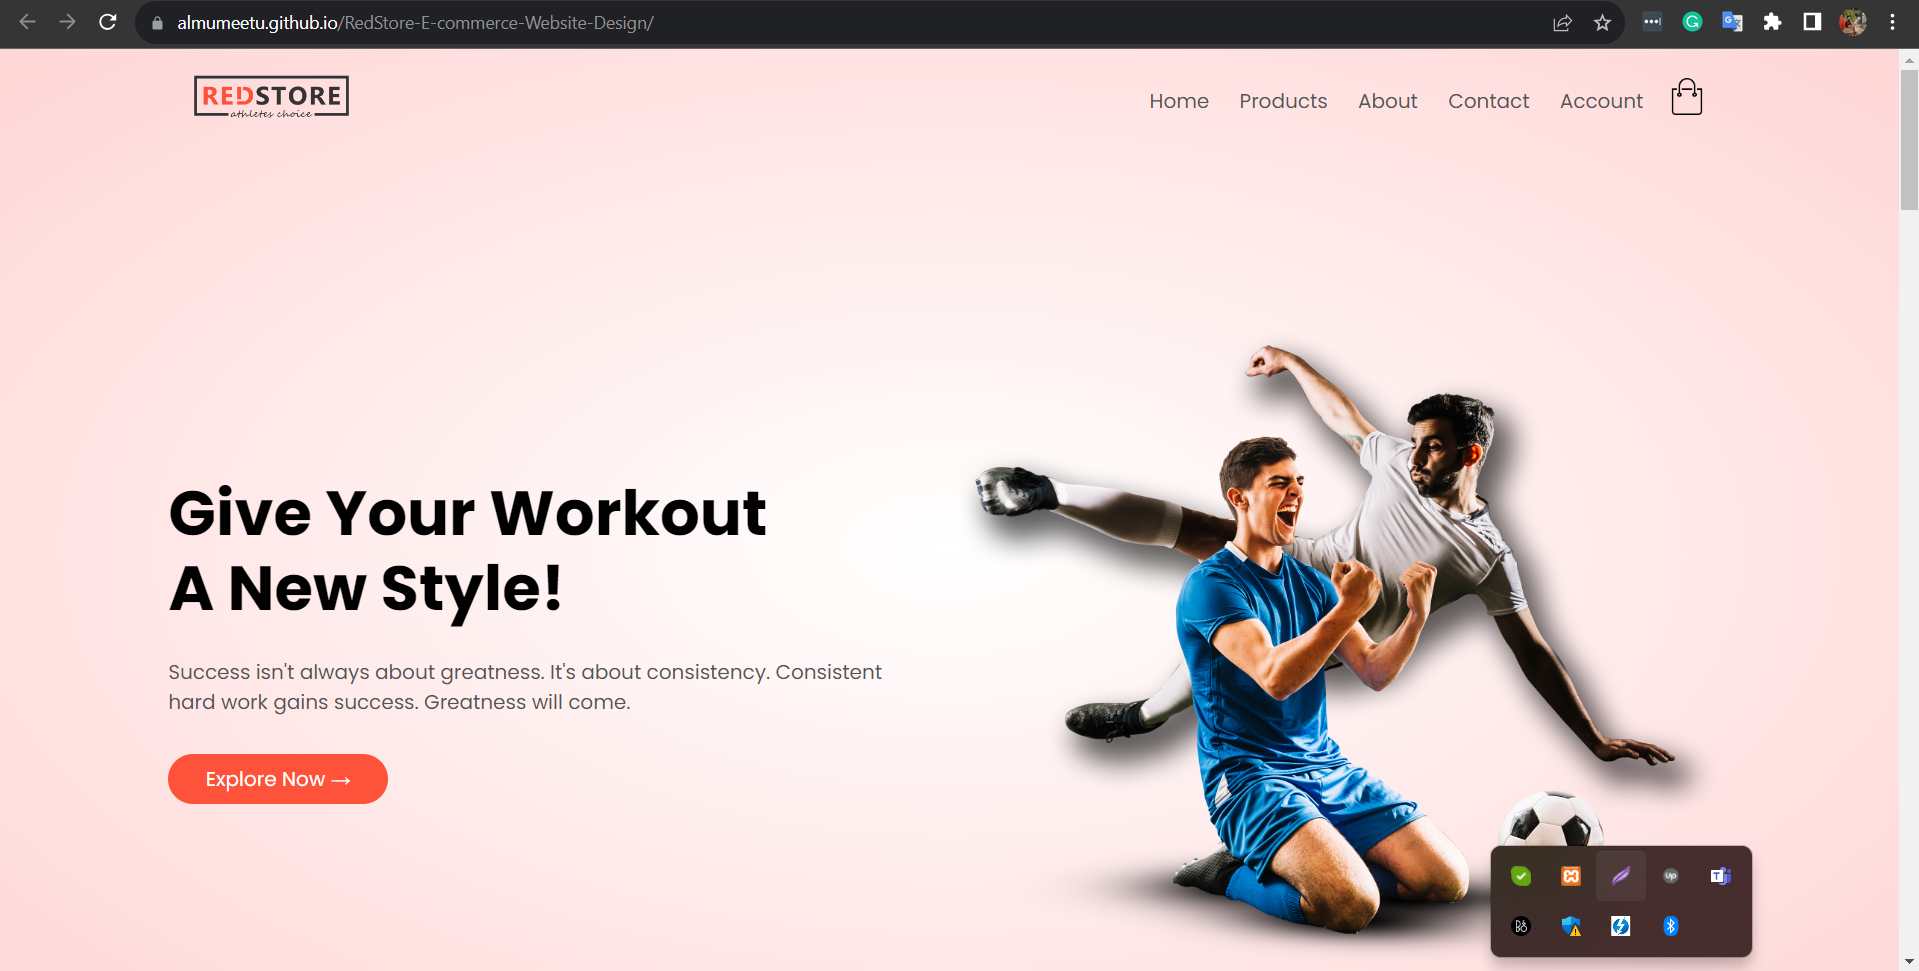 almumeetu.github.io/RedStore-E-commerce-Website-Design/
REDSTORE
athletes choice
Home Products About Contact Account
Give Your Workout
A New Style!
Success isn't always about greatness. It's about consistency. Consistent
hard work gains success. Greatness will come.
Explore Now →
up